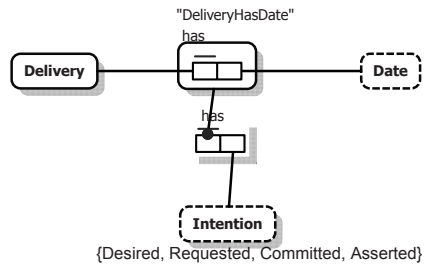 "DeliveryHasDate"
has
Delivery
Date
has
Intention
{Desired, Requested, Committed, Asserted}